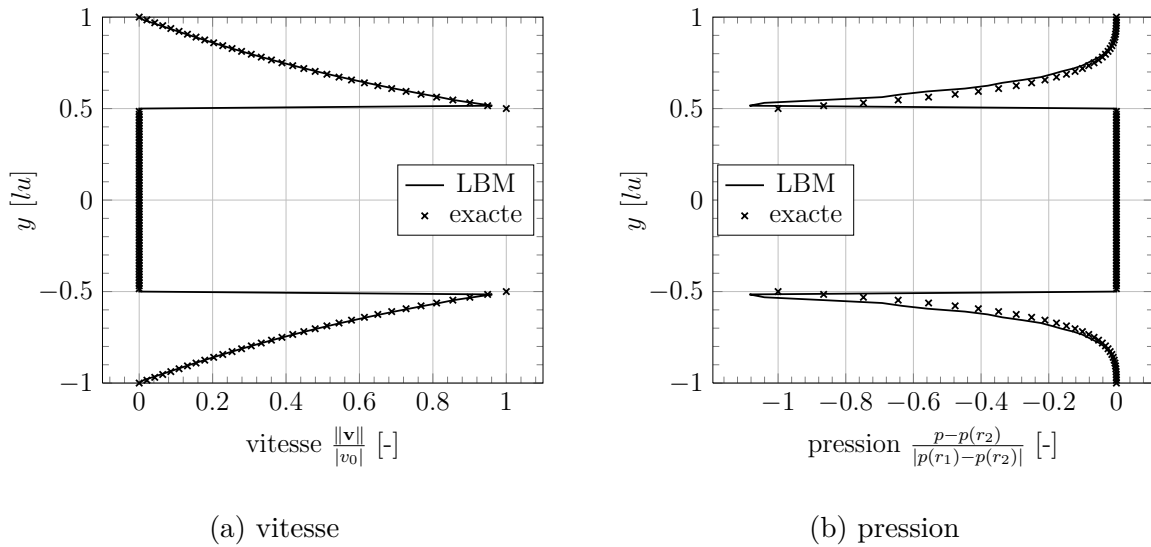 1
0.5
0
−0.5
−1
y [lu]
0 0.2 0.4 0.6 0.8 1
vitesse ‖v‖/|v₀| [-]
LBM
exacte
(a) vitesse
1
0.5
0
−0.5
−1
y [lu]
−1 −0.8 −0.6 −0.4 −0.2 0
pression p−p(r₂)/|p(r₁)−p(r₂)| [-]
LBM
exacte
(b) pression